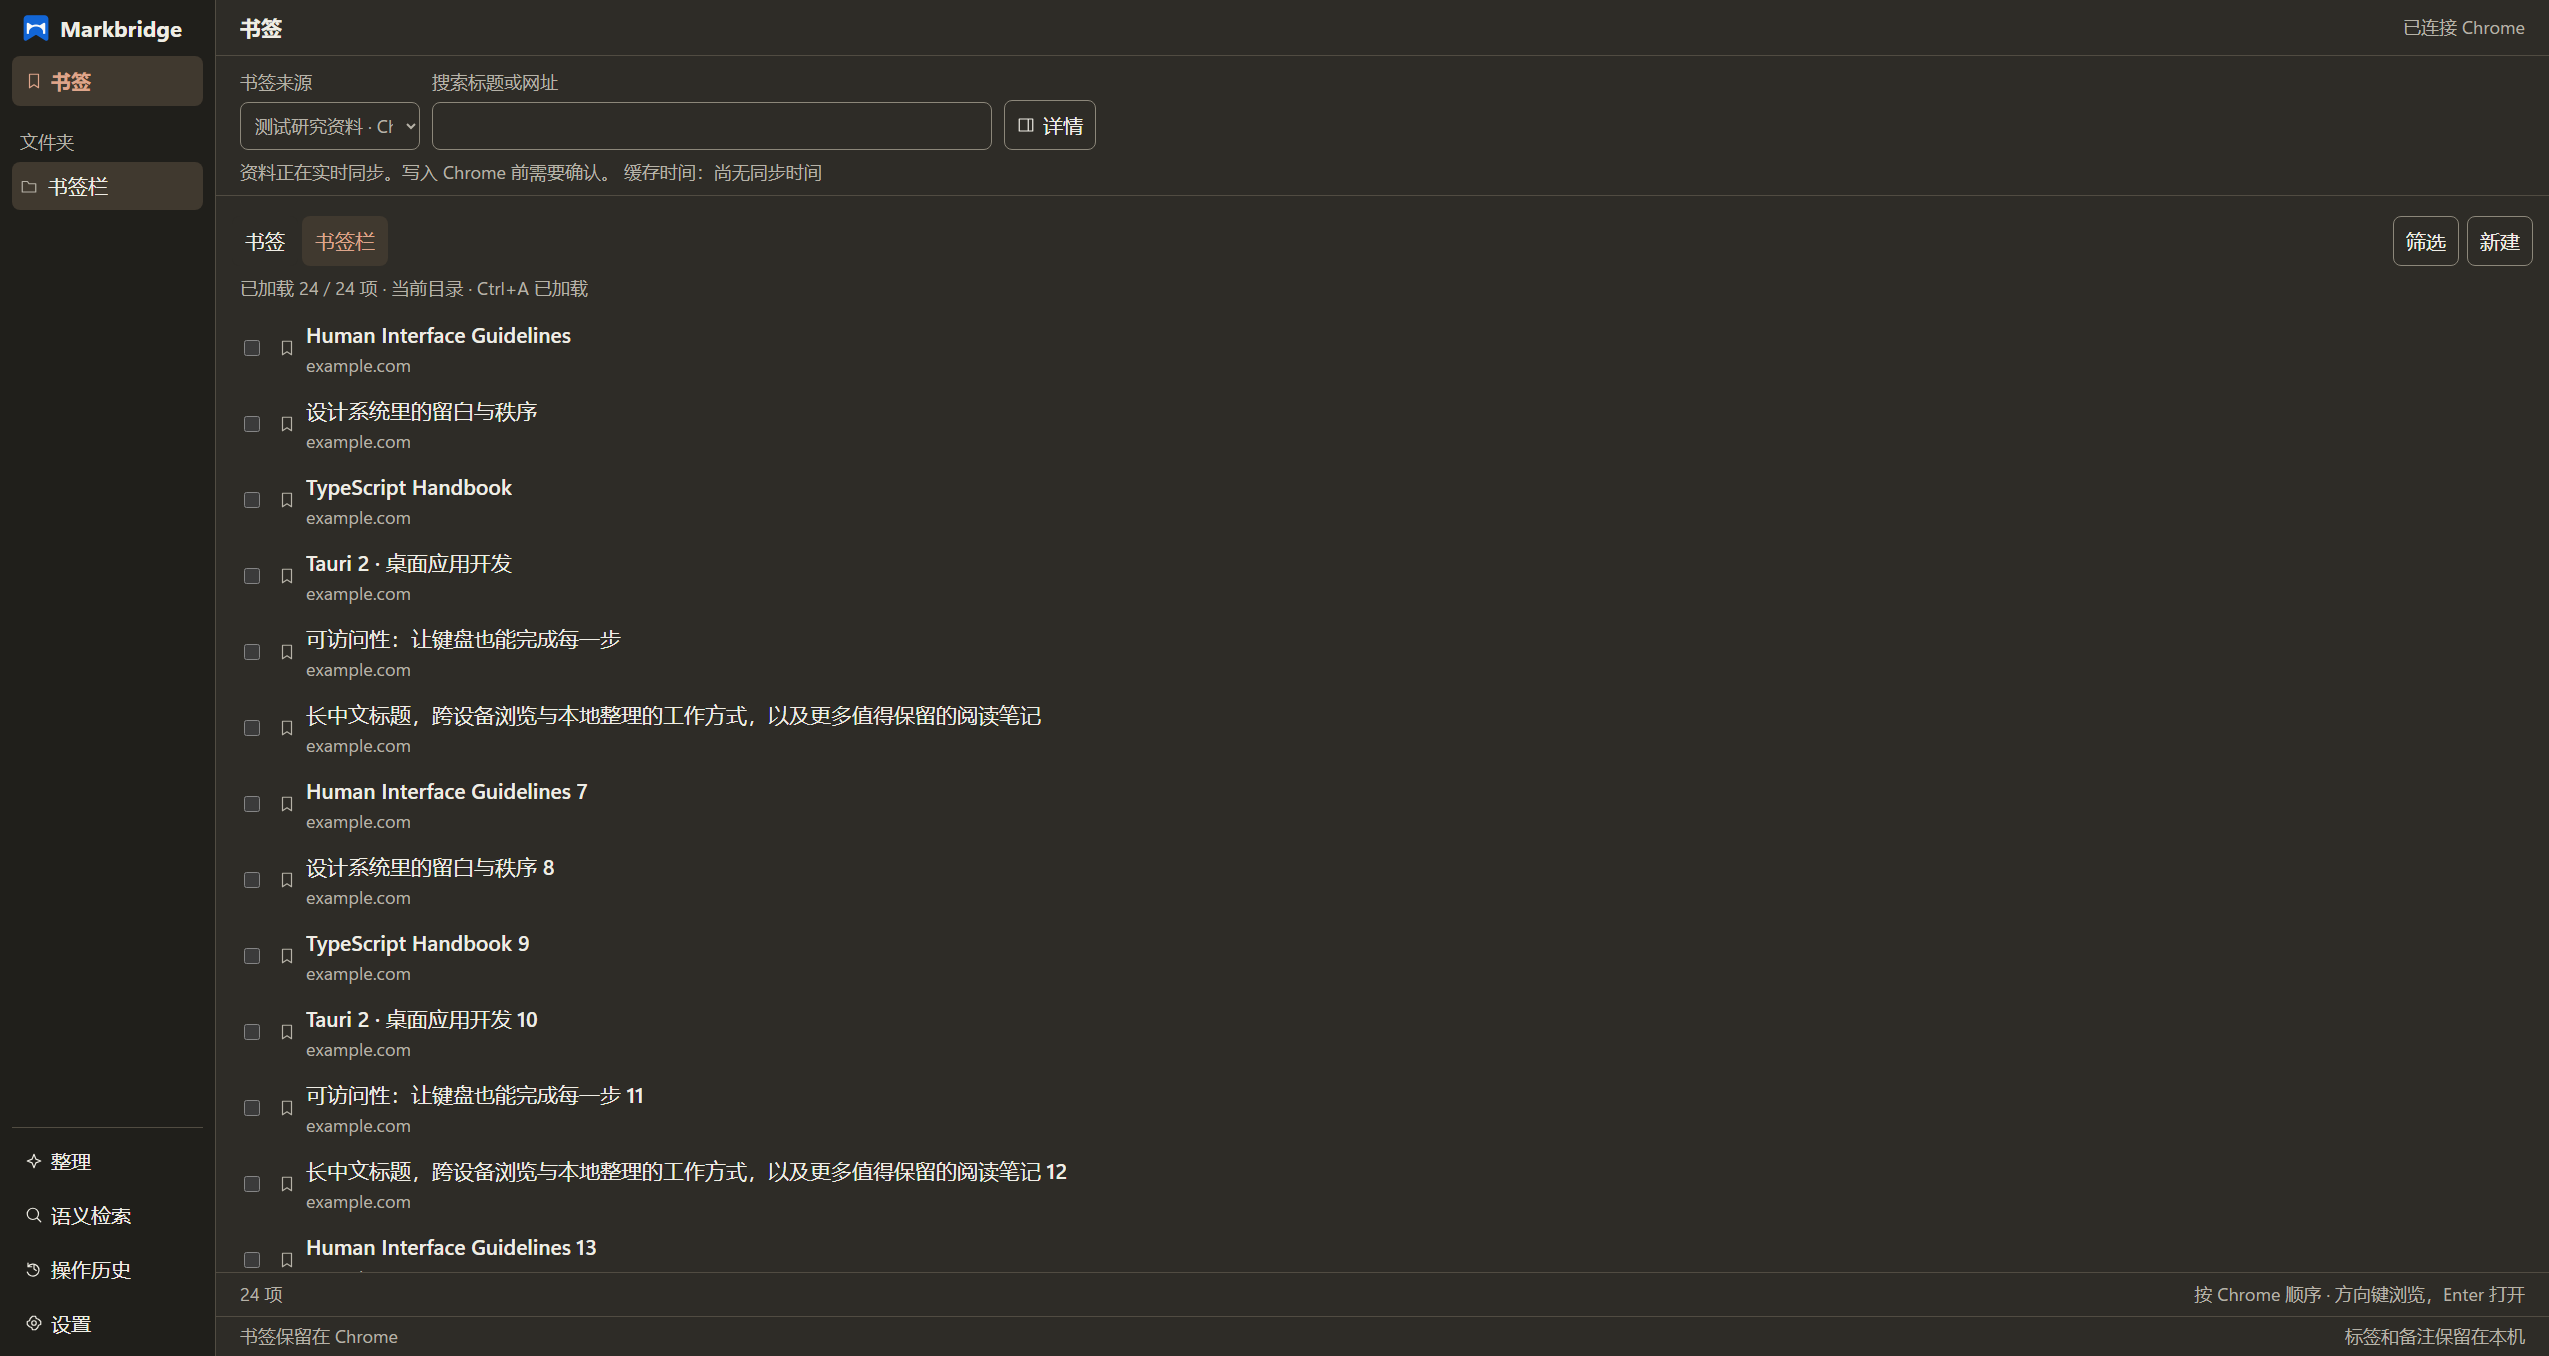 Markbridge
书签
文件夹
书签栏
整理
语义检索
操作历史
设置
书签
已连接 Chrome
书签来源
搜索标题或网址
测试研究资料 · Ch
详情
资料正在实时同步。写入 Chrome 前需要确认。 缓存时间：尚无同步时间
书签
书签栏
筛选
新建
已加载 24 / 24 项 · 当前目录 · Ctrl+A 已加载
Human Interface Guidelines
example.com
设计系统里的留白与秩序
example.com
TypeScript Handbook
example.com
Tauri 2 · 桌面应用开发
example.com
可访问性：让键盘也能完成每一步
example.com
长中文标题，跨设备浏览与本地整理的工作方式，以及更多值得保留的阅读笔记
example.com
Human Interface Guidelines 7
example.com
设计系统里的留白与秩序 8
example.com
TypeScript Handbook 9
example.com
Tauri 2 · 桌面应用开发 10
example.com
可访问性：让键盘也能完成每一步 11
example.com
长中文标题，跨设备浏览与本地整理的工作方式，以及更多值得保留的阅读笔记 12
example.com
Human Interface Guidelines 13
24 项
按 Chrome 顺序 · 方向键浏览，Enter 打开
书签保留在 Chrome
标签和备注保留在本机